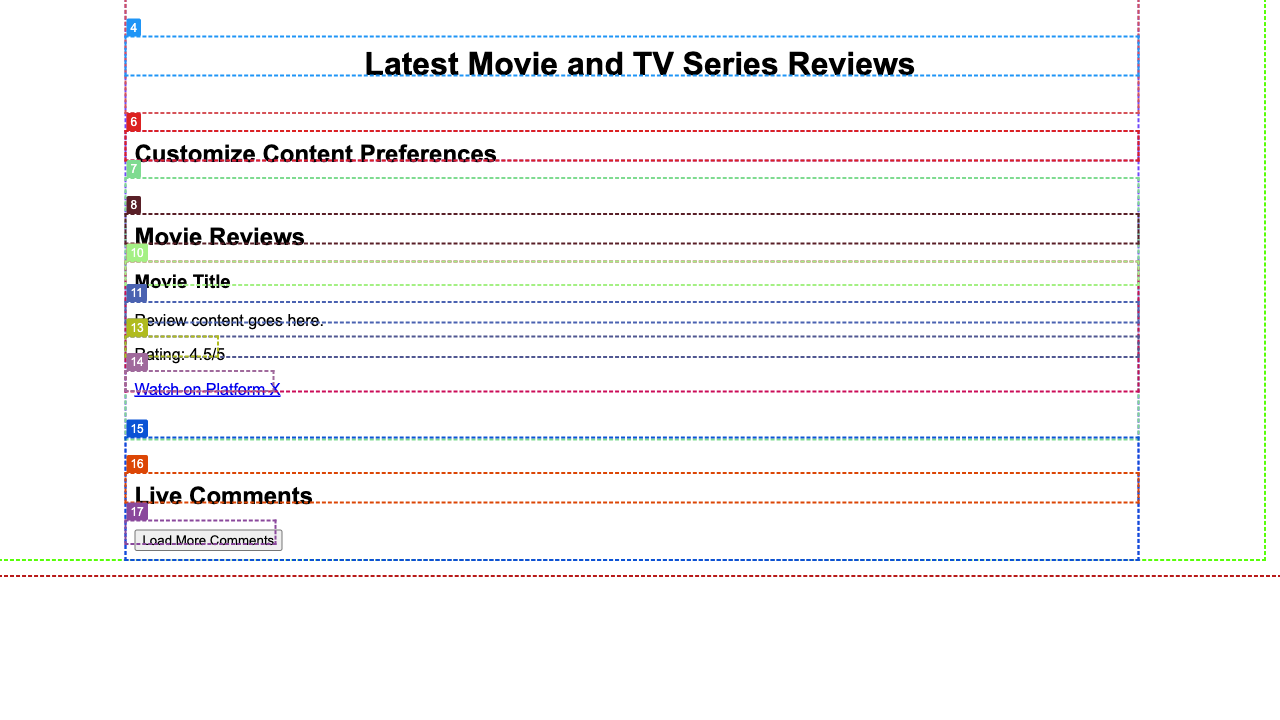 4
Latest Movie and TV Series Reviews
6
Customize Content Preferences
7
8
Movie Reviews
10
Movie Title
11
Review content goes here.
13
Rating: 4.5/5
14
Watch on Platform X
15
16
Live Comments
17
Load More Comments